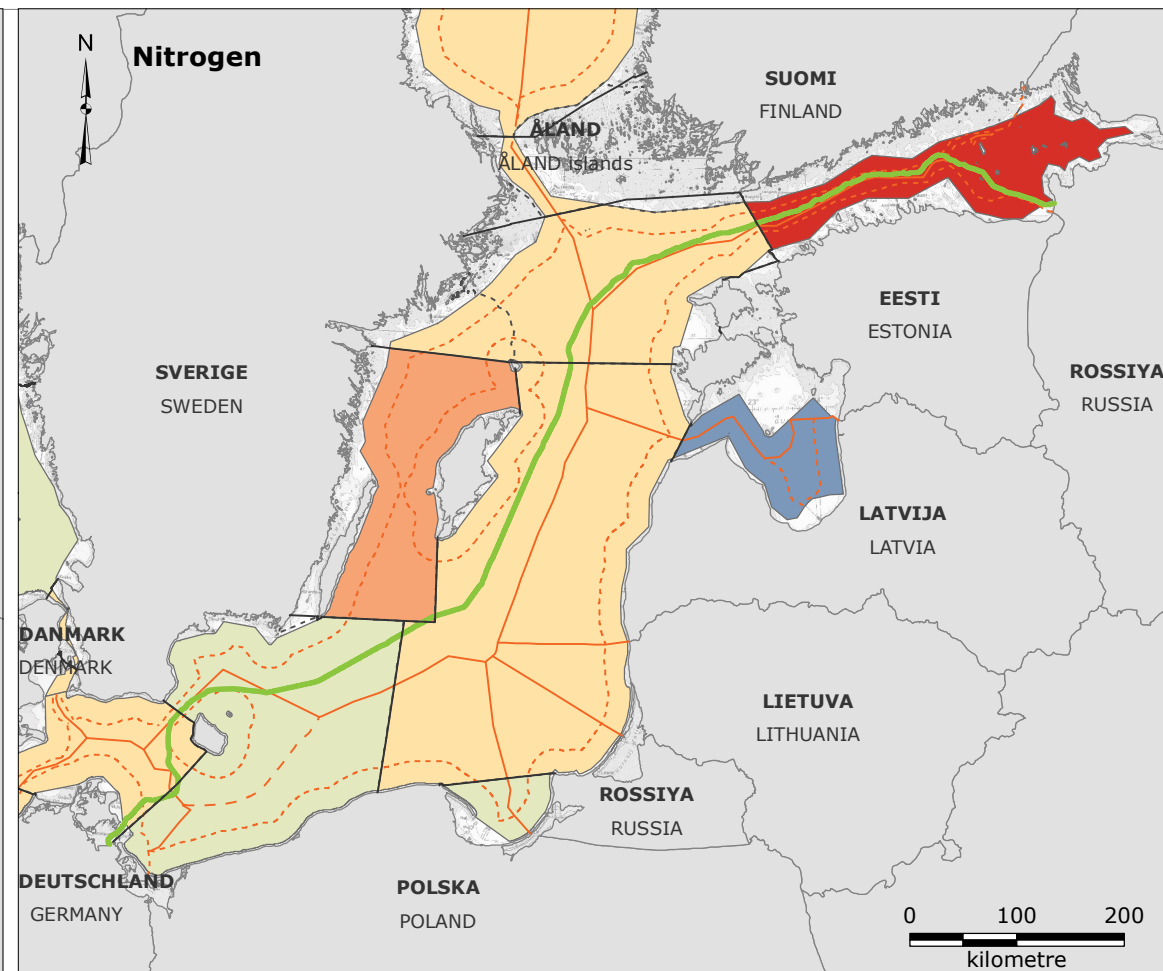 N
Nitrogen
SUOMI
FINLAND
ÅLAND
ÅLAND islands
EESTI
ESTONIA
SVERIGE
SWEDEN
ROSSIYA
RUSSIA
LATVIJA
LATVIA
DANMARK
DENMARK
LIETUVA
LITHUANIA
ROSSIYA
RUSSIA
DEUTSCHLAND
GERMANY
POLSKA
POLAND
0 100 200
kilometre